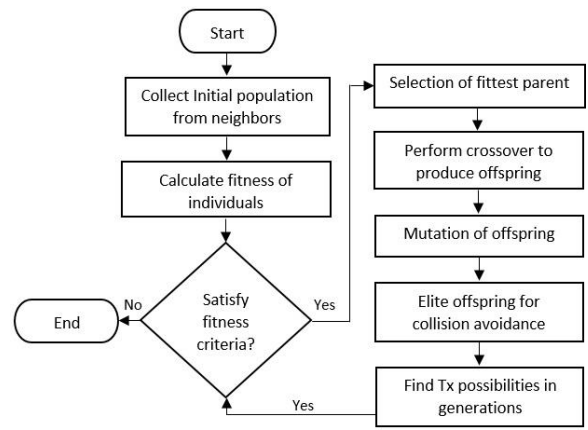 Start
Collect Initial population
from neighbors
Calculate fitness of
individuals
Satisfy
fitness
criteria?
No
End
Yes
Selection of fittest parent
Perform crossover to
produce offspring
Mutation of offspring
Elite offspring for
collision avoidance
Find Tx possibilities in
generations
Yes